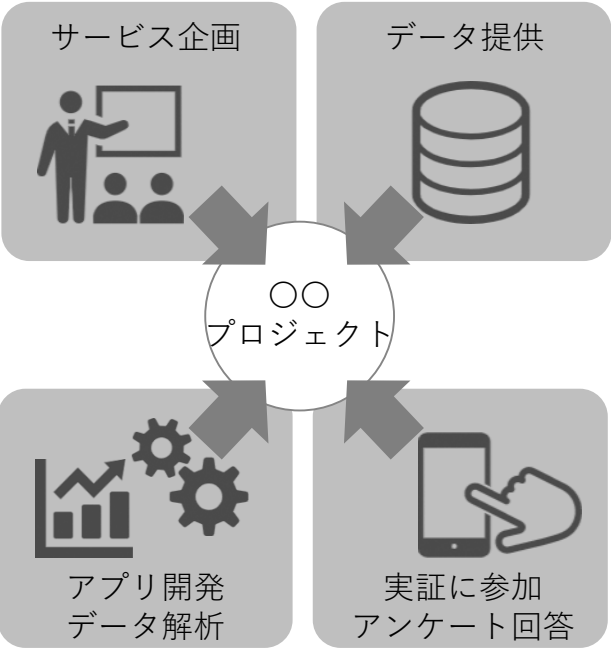 サービス企画
データ提供
〇〇
プロジェクト
アプリ開発
データ解析
実証に参加
アンケート回答